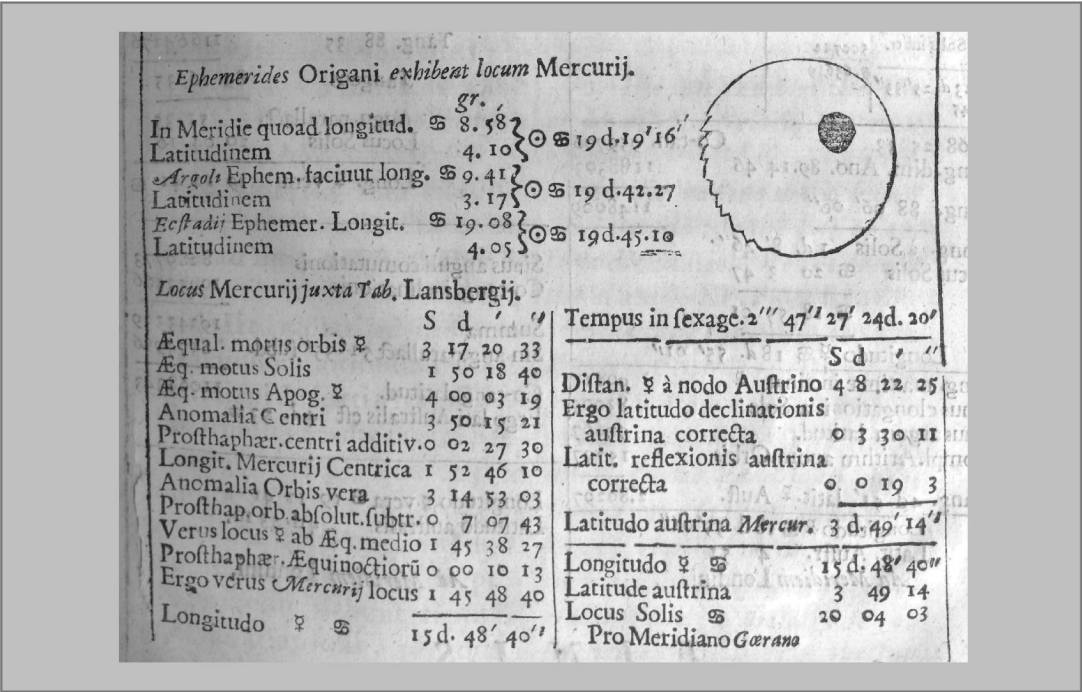 Ephemerides Origani exhibent locum Mercurij.
gr. ′
In Meridie quoad longitud. ♋ 8. 58 ☉ ♋ 19 d. 19′ 16″
Latitudinem 4. 10
Argoli Ephem. faciunt long. ♋ 9. 41 ☉ ♋ 19 d. 42. 27
Latitudinem 3. 17
Ecstadij Ephemer. Longit. ♋ 19. 08 ☉ ♋ 19 d. 45. 10
Latitudinem 4. 05
Locus Mercurij juxta Tab. Lansbergij.
S d ′ ″
Æqual. motus orbis ☿ 3 17 20 33
Æq. motus Solis 1 50 18 40
Æq. motus Apog. ☿ 4 00 03 19
Anomalia Centri 3 50 15 21
Prosthaphær. centri additiv. 0 02 27 30
Longit. Mercurij Centrica 1 52 46 10
Anomalia Orbis vera 3 14 53 03
Prosthap. orb. absolut. subtr. 0 7 07 43
Verus locus ☿ ab Æq. medio 1 45 38 27
Prosthaphær. Æquinoctiorũ 0 00 10 13
Ergo verus Mercurij locus 1 45 48 40
Longitudo ☿ ♋ 15 d. 48′ 40″
Tempus in sexage. 2‴ 47″ 27′ 24d. 20′
S d ′ ″
Distan. ☿ à nodo Austrino 4 8 22 25
Ergo latitudo declinationis
austrina correcta 0 3 30 11
Latit. reflexionis austrina
correcta 0 0 19 3
Latitudo austrina Mercur. 3 d. 49′ 14″
Longitudo ☿ ♋ 15 d. 48′ 40″
Latitude austrina 3 49 14
Locus Solis ♋ 20 04 03
Pro Meridiano Gœrano